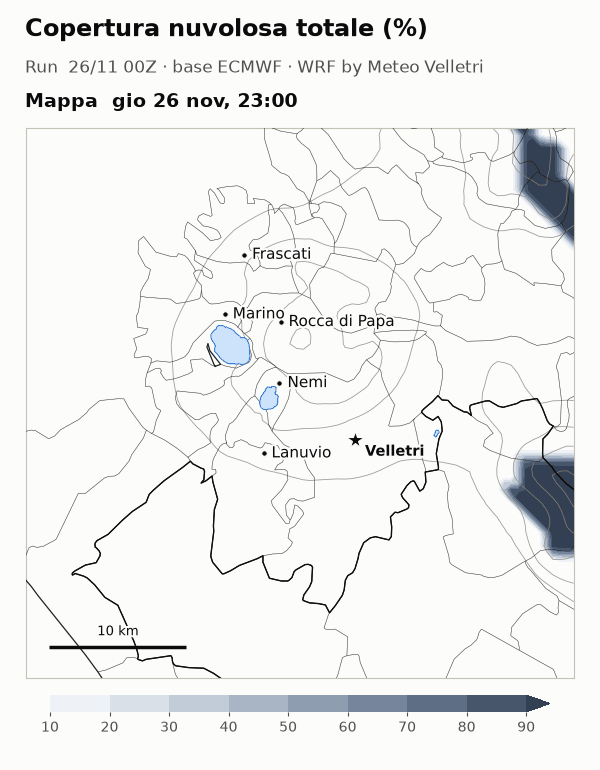 Copertura nuvolosa totale (%)
Run  26/11 00Z · base ECMWF · WRF by Meteo Velletri
Mappa  gio 26 nov, 23:00
Frascati
Marino
Rocca di Papa
Nemi
Velletri
Lanuvio
10 km
10 20 30 40 50 60 70 80 90